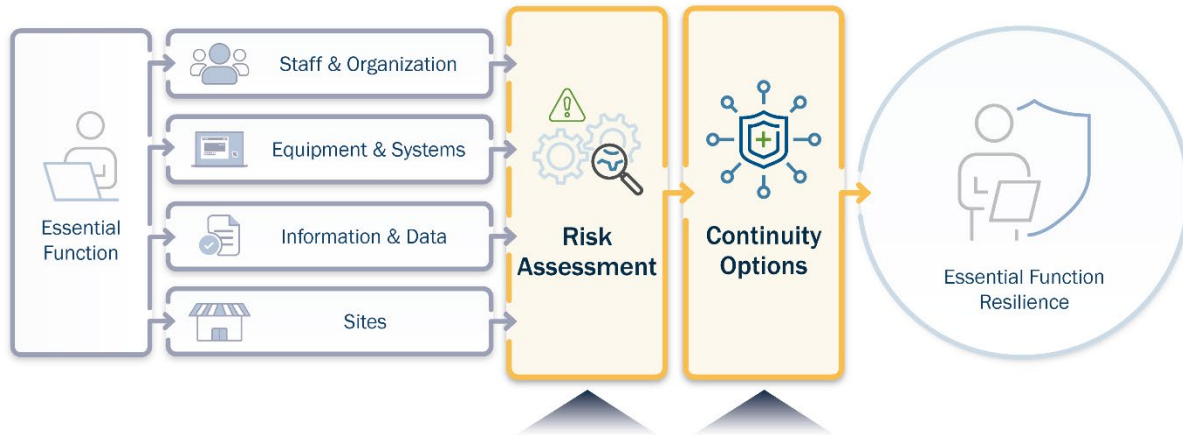 Essential
Function
Staff & Organization
Equipment & Systems
Information & Data
Sites
Risk
Assessment
Continuity
Options
Essential Function
Resilience